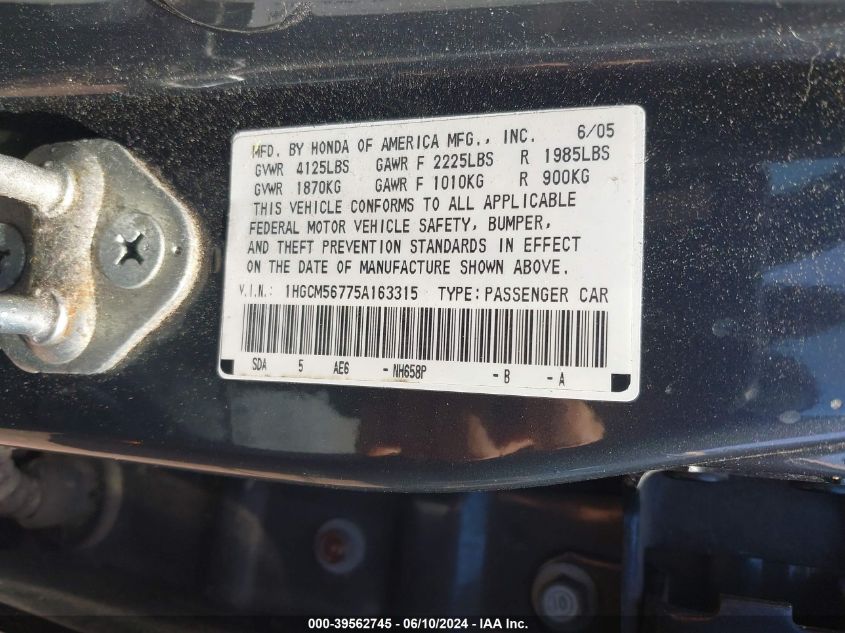 MFD. BY HONDA OF AMERICA MFG., INC. 6/05
GVWR 4125LBS GAWR F 2225LBS R 1985LBS
GVWR 1870KG GAWR F 1010KG R 900KG
THIS VEHICLE CONFORMS TO ALL APPLICABLE
FEDERAL MOTOR VEHICLE SAFETY, BUMPER,
AND THEFT PREVENTION STANDARDS IN EFFECT
ON THE DATE OF MANUFACTURE SHOWN ABOVE.
V.I.N.: 1HGCM56775A163315 TYPE: PASSENGER CAR
SDA 5 AE6 -NH658P -B -A
10
000-39562745 - 06/10/2024 - IAA Inc.